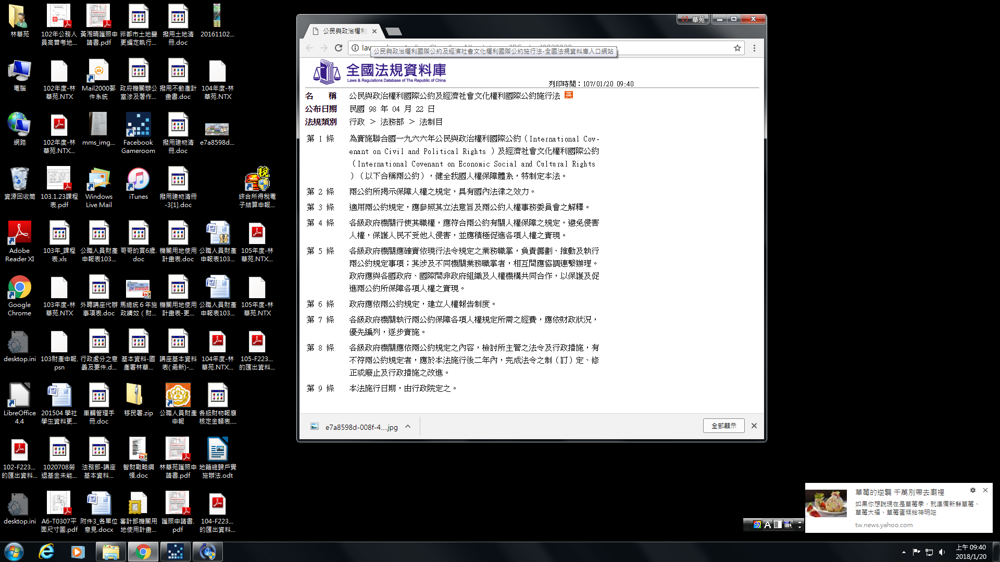 林華苑
102年公務人
員高普考地...
黃湘晴護照申
請書.pdf
非都市土地變
更編定執行...
撥用土地清
冊.doc
20161102...
電腦
102年度-林
華苑.NTX
Mail2000郵
件系統
政府機關辦公
室涉及著作...
撥用不動產計
畫書.doc
104年度-林
華苑.NTX
網路
102年度-林
華苑.NTX...
mms_img...
Facebook
Gameroom
撥用建物清
冊.doc
e7a8598d...
資源回收筒
103.1.23課程
表.pdf
Windows
Live Mail
iTunes
撥用建物清冊
-3[1].doc
綜合所得稅電
子結算申報...
Adobe
Reader XI
103年_課程
表.xls
公職人員財產
申報表103...
哥哥的買6歲.
doc
機關用地使用
計畫表.doc
公職人員財產
申報表103...
105年度-林
華苑.NTX...
Google
Chrome
103年度-林
華苑.NTX
外聘講座代辦
事項表.doc
馬總統6年施
政績效（財...
機關用地使用
計畫表-更...
公職人員財產
申報表103...
105年度-林
華苑.NTX
desktop.ini
103財產申報.
psn
行政處分之意
義及要件.d...
基本資料-國
產署林華...
講座基本資料
表(最新)-...
104年度-林
華苑.NTX...
105-F223...
的匯出資料...
LibreOffice
4.4
201504 學社
學生資料更...
車輛管理手
冊.doc
移民署.zip
公職人員財產
申報
各級財物報廢
核定金額表....
102-F223...
的匯出資料...
1020708勞
退基金未能...
法務部-講座
基本資料...
智財戰略綱
領.doc
林華苑護照申
請書.pdf
地籍總歸戶實
施辦法.odt
desktop.ini
A6-T0307平
面尺寸圖.pdf
附件3_各單位
意見.docx
審計部機關用
地使用計畫...
護照申請書.
pdf
104-F223...
的匯出資料...
華苑
公民與政治權利
公民與政治權利國際公約及經濟社會文化權利國際公約施行法-全國法規資料庫入口網站
全國法規資料庫
Laws & Regulations Database of The Republic of China
列印時間：107/01/20 09:40
名　　稱 公民與政治權利國際公約及經濟社會文化權利國際公約施行法 英
公布日期 民國 98 年 04 月 22 日
法規類別 行政 ＞ 法務部 ＞ 法制目
第 1 條 為實施聯合國一九六六年公民與政治權利國際公約（International Cov-
enant on Civil and Political Rights ）及經濟社會文化權利國際公約
（International Covenant on Economic Social and Cultural Rights
）（以下合稱兩公約），健全我國人權保障體系，特制定本法。
第 2 條 兩公約所揭示保障人權之規定，具有國內法律之效力。
第 3 條 適用兩公約規定，應參照其立法意旨及兩公約人權事務委員會之解釋。
第 4 條 各級政府機關行使其職權，應符合兩公約有關人權保障之規定，避免侵害
人權，保護人民不受他人侵害，並應積極促進各項人權之實現。
第 5 條 各級政府機關應確實依現行法令規定之業務職掌，負責籌劃、推動及執行
兩公約規定事項；其涉及不同機關業務職掌者，相互間應協調連繫辦理。
政府應與各國政府、國際間非政府組織及人權機構共同合作，以保護及促
進兩公約所保障各項人權之實現。
第 6 條 政府應依兩公約規定，建立人權報告制度。
第 7 條 各級政府機關執行兩公約保障各項人權規定所需之經費，應依財政狀況，
優先編列，逐步實施。
第 8 條 各級政府機關應依兩公約規定之內容，檢討所主管之法令及行政措施，有
不符兩公約規定者，應於本法施行後二年內，完成法令之制（訂）定、修
正或廢止及行政措施之改進。
第 9 條 本法施行日期，由行政院定之。
e7a8598d-008f-4....jpg
全部顯示
草莓的逆襲 千萬別帶去廟裡
如果你想說現在是草莓季，就準備新鮮草莓、
草莓大福、草莓蛋糕給神明吃
tw.news.yahoo.com
A
上午 09:40
2018/1/20